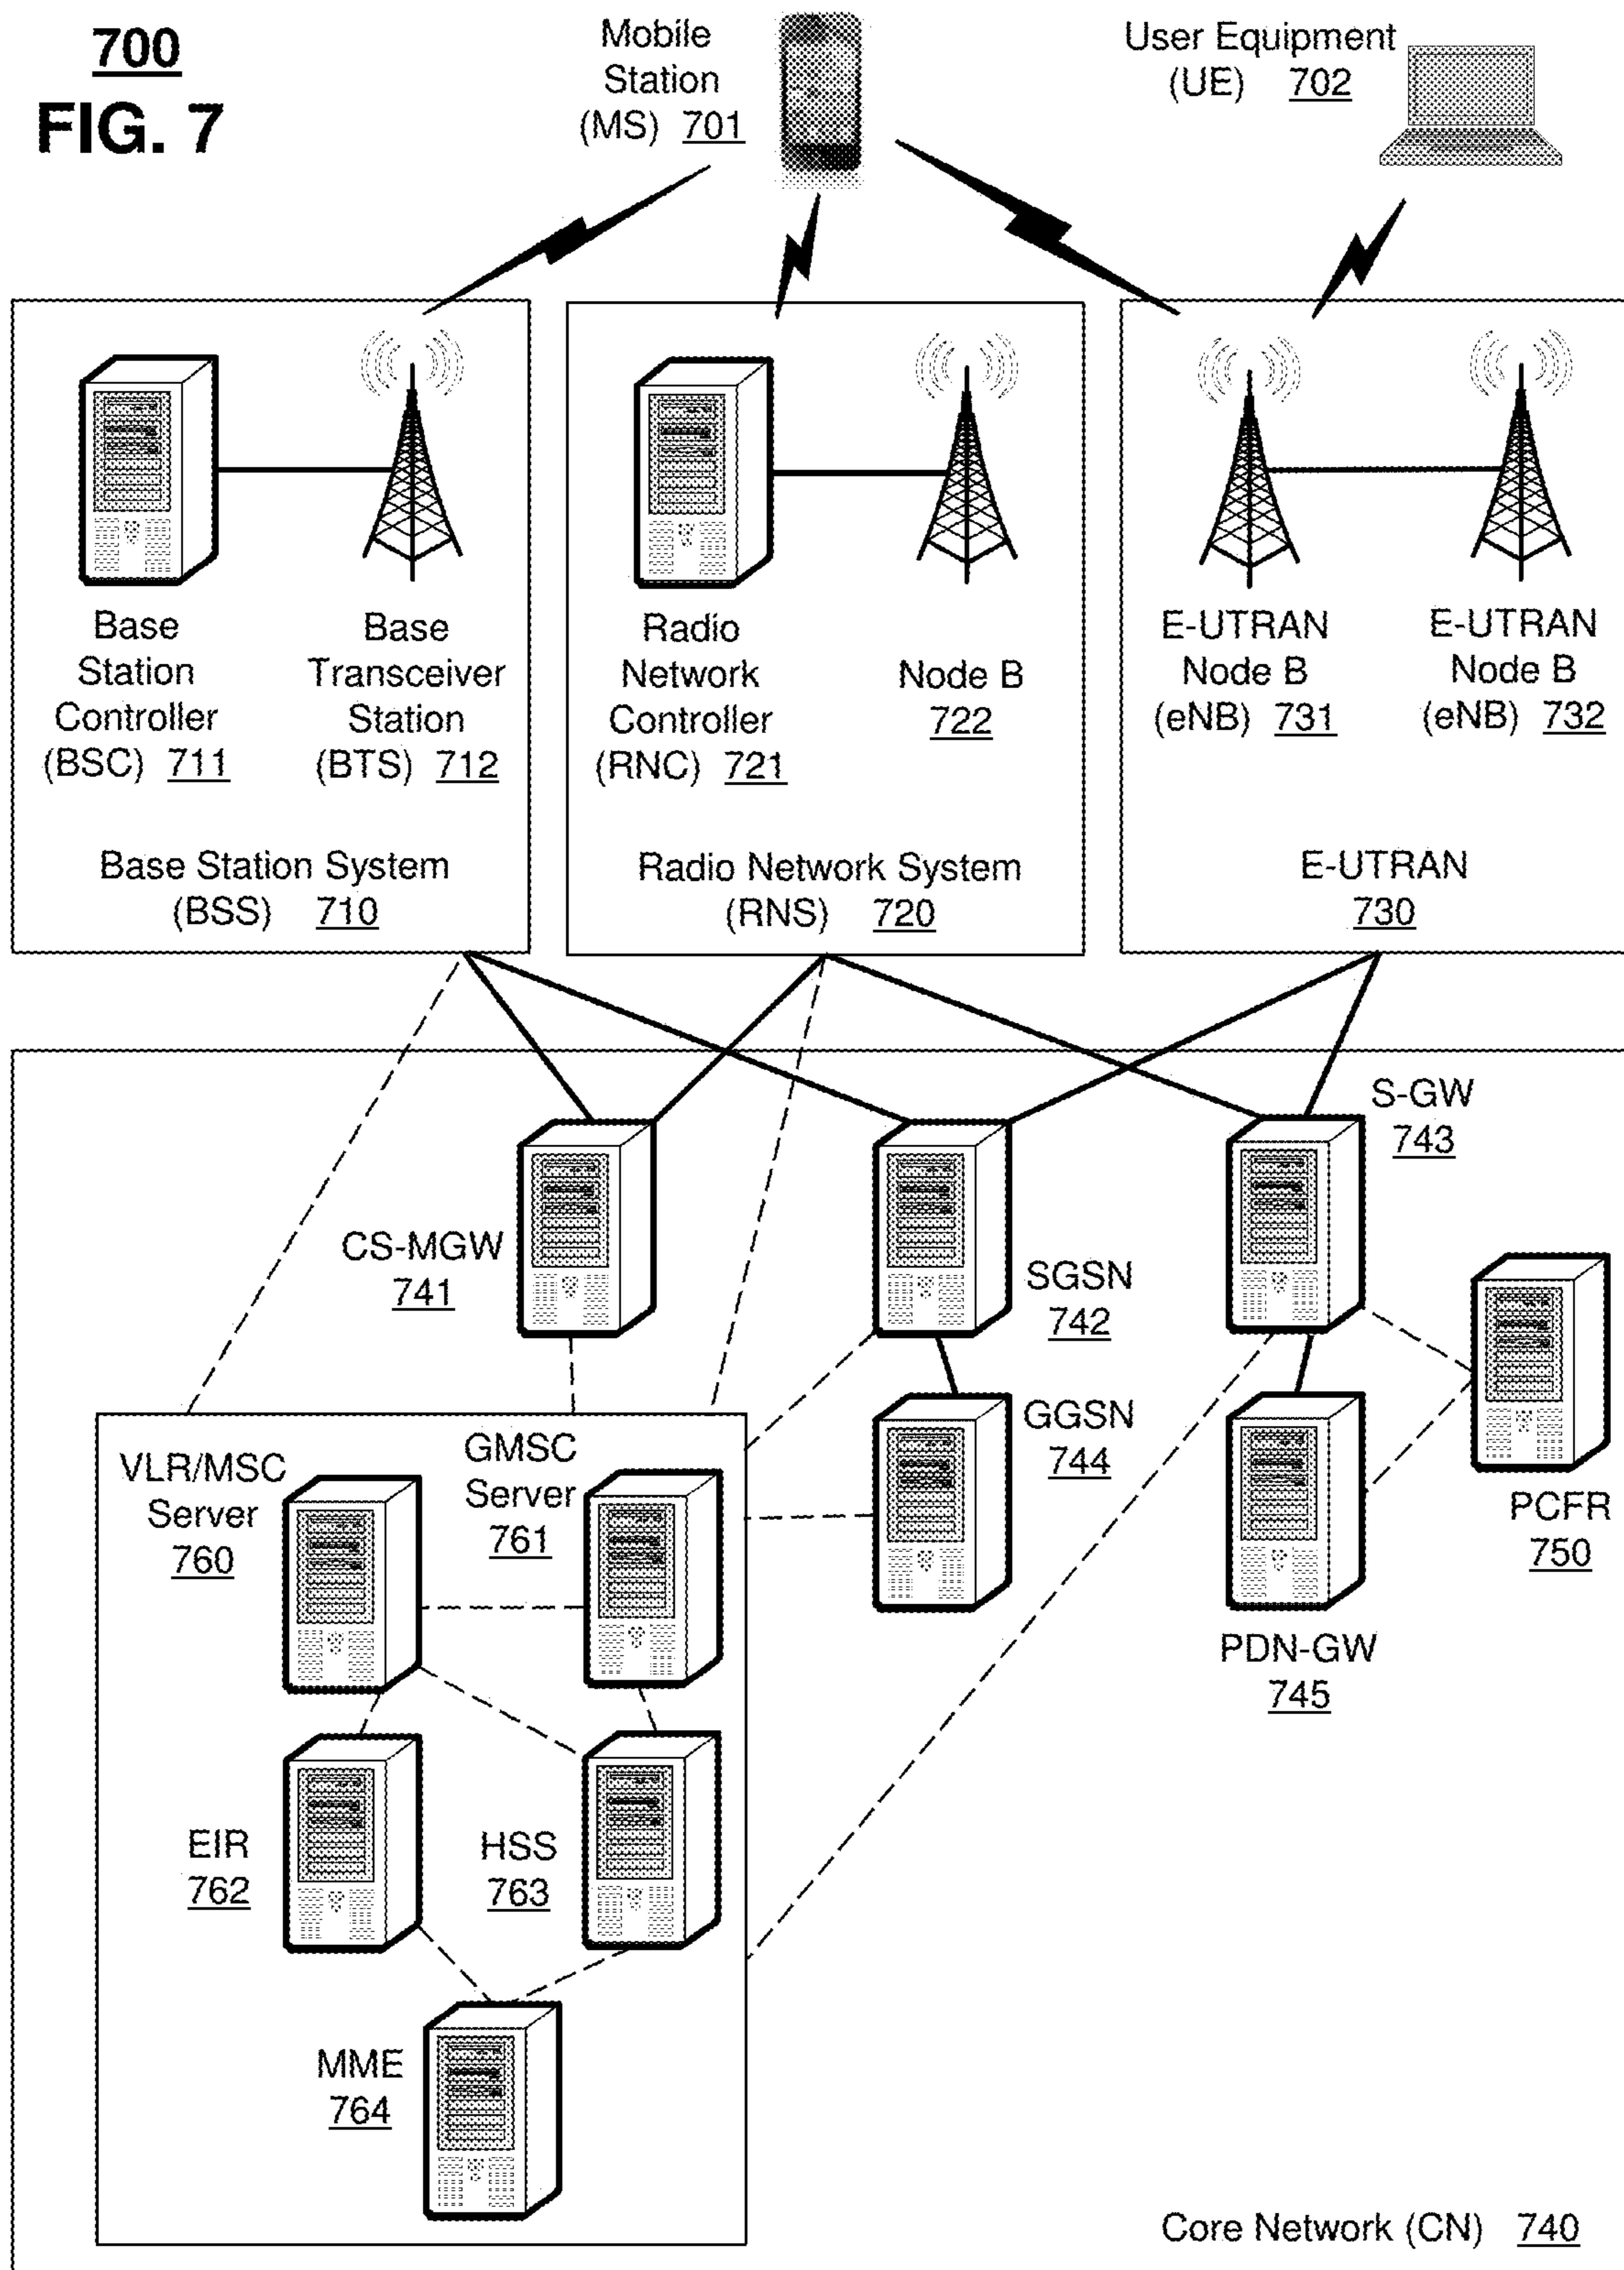 700
FIG. 7
Mobile
Station
(MS) 701
User Equipment
(UE) 702
Base
Station
Controller
(BSC) 711
Base
Transceiver
Station
(BTS) 712
Base Station System
(BSS) 710
Radio
Network
Controller
(RNC) 721
Node B
722
Radio Network System
(RNS) 720
E-UTRAN
Node B
(eNB) 731
E-UTRAN
Node B
(eNB) 732
E-UTRAN
730
S-GW
743
CS-MGW
741
SGSN
742
GGSN
744
PCFR
750
PDN-GW
745
VLR/MSC
Server
760
GMSC
Server
761
EIR
762
HSS
763
MME
764
Core Network (CN) 740